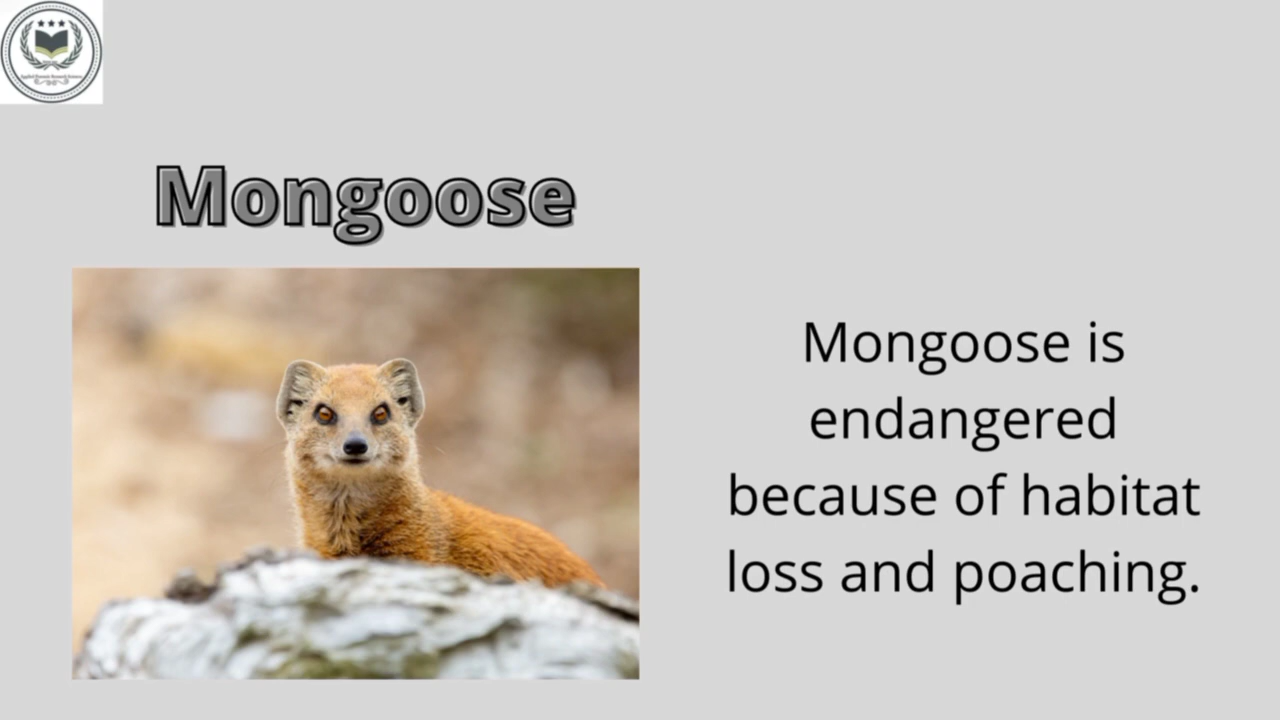 Mongoose
Mongoose is
endangered
because of habitat
loss and poaching.